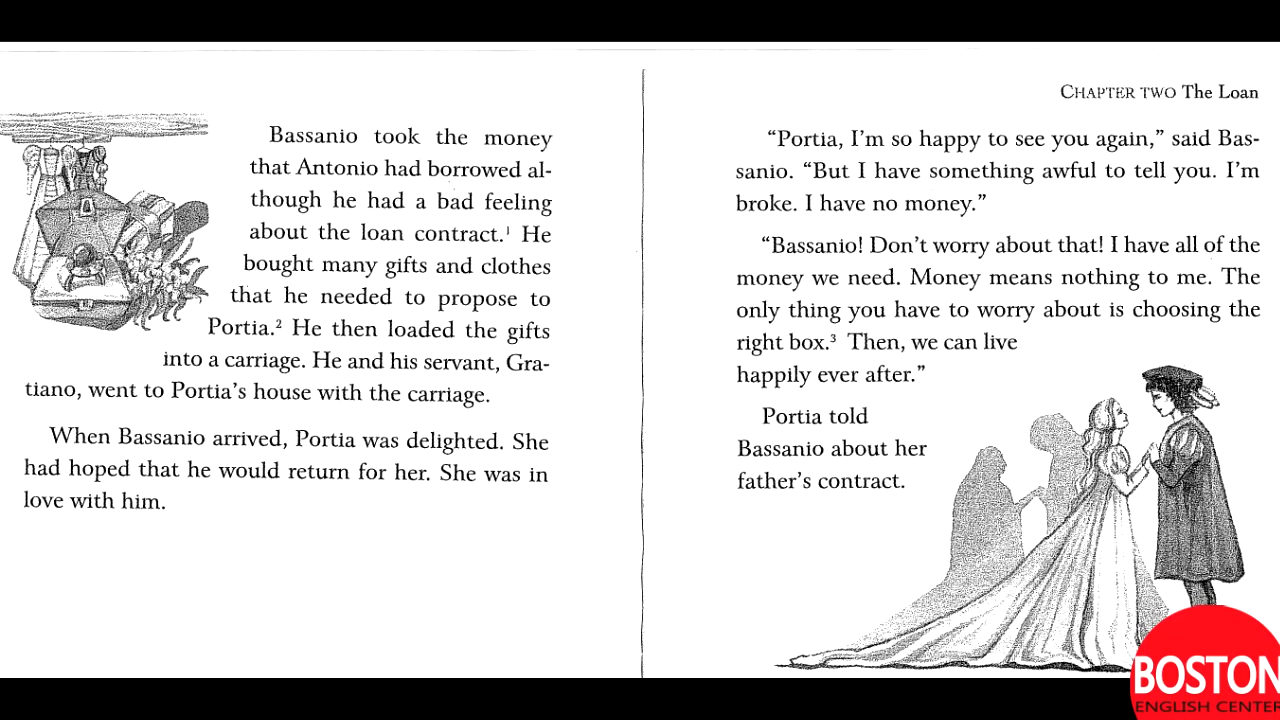 Bassanio took the money
that Antonio had borrowed al-
though he had a bad feeling
about the loan contract.¹ He
bought many gifts and clothes
that he needed to propose to
Portia.² He then loaded the gifts
into a carriage. He and his servant, Gra-
tiano, went to Portia's house with the carriage.
When Bassanio arrived, Portia was delighted. She
had hoped that he would return for her. She was in
love with him.
CHAPTER TWO The Loan
“Portia, I'm so happy to see you again,” said Bas-
sanio. “But I have something awful to tell you. I'm
broke. I have no money.”
“Bassanio! Don't worry about that! I have all of the
money we need. Money means nothing to me. The
only thing you have to worry about is choosing the
right box.³ Then, we can live
happily ever after.”
Portia told
Bassanio about her
father's contract.
BOSTON
ENGLISH CENTER